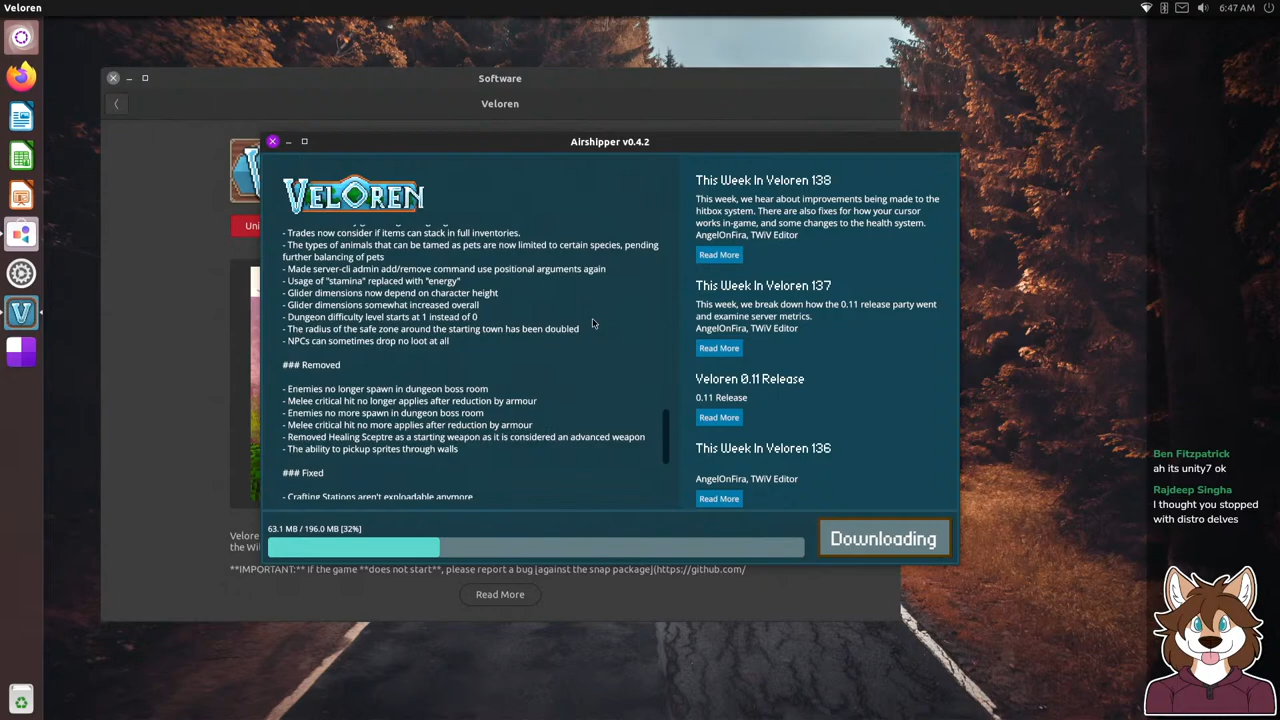 Veloren
6:47 AM
Software
Veloren
Airshipper v0.4.2
VELOREN
- Trades now consider if items can stack in full inventories.
- The types of animals that can be tamed as pets are now limited to certain species, pending
further balancing of pets
- Made server-cli admin add/remove command use positional arguments again
- Usage of "stamina" replaced with "energy"
- Glider dimensions now depend on character height
- Glider dimensions somewhat increased overall
- Dungeon difficulty level starts at 1 instead of 0
- The radius of the safe zone around the starting town has been doubled
- NPCs can sometimes drop no loot at all
### Removed
- Enemies no longer spawn in dungeon boss room
- Melee critical hit no longer applies after reduction by armour
- Enemies no more spawn in dungeon boss room
- Melee critical hit no more applies after reduction by armour
- Removed Healing Sceptre as a starting weapon as it is considered an advanced weapon
- The ability to pickup sprites through walls
### Fixed
- Crafting Stations aren't exploadable anymore
This Week In Veloren 138
This week, we hear about improvements being made to the
hitbox system. There are also fixes for how your cursor
works in-game, and some changes to the health system.
AngelOnFira, TWiV Editor
Read More
This Week In Veloren 137
This week, we break down how the 0.11 release party went
and examine server metrics.
AngelOnFira, TWiV Editor
Read More
Veloren 0.11 Release
0.11 Release
Read More
This Week In Veloren 136
AngelOnFira, TWiV Editor
Read More
63.1 MB / 196.0 MB [32%]
Downloading
Uni
Velore
the Wi
**IMPORTANT:** If the game **does not start**, please report a bug [against the snap package](https://github.com/
Read More
Ben Fitzpatrick
ah its unity7 ok
Rajdeep Singha
I thought you stopped
with distro delves